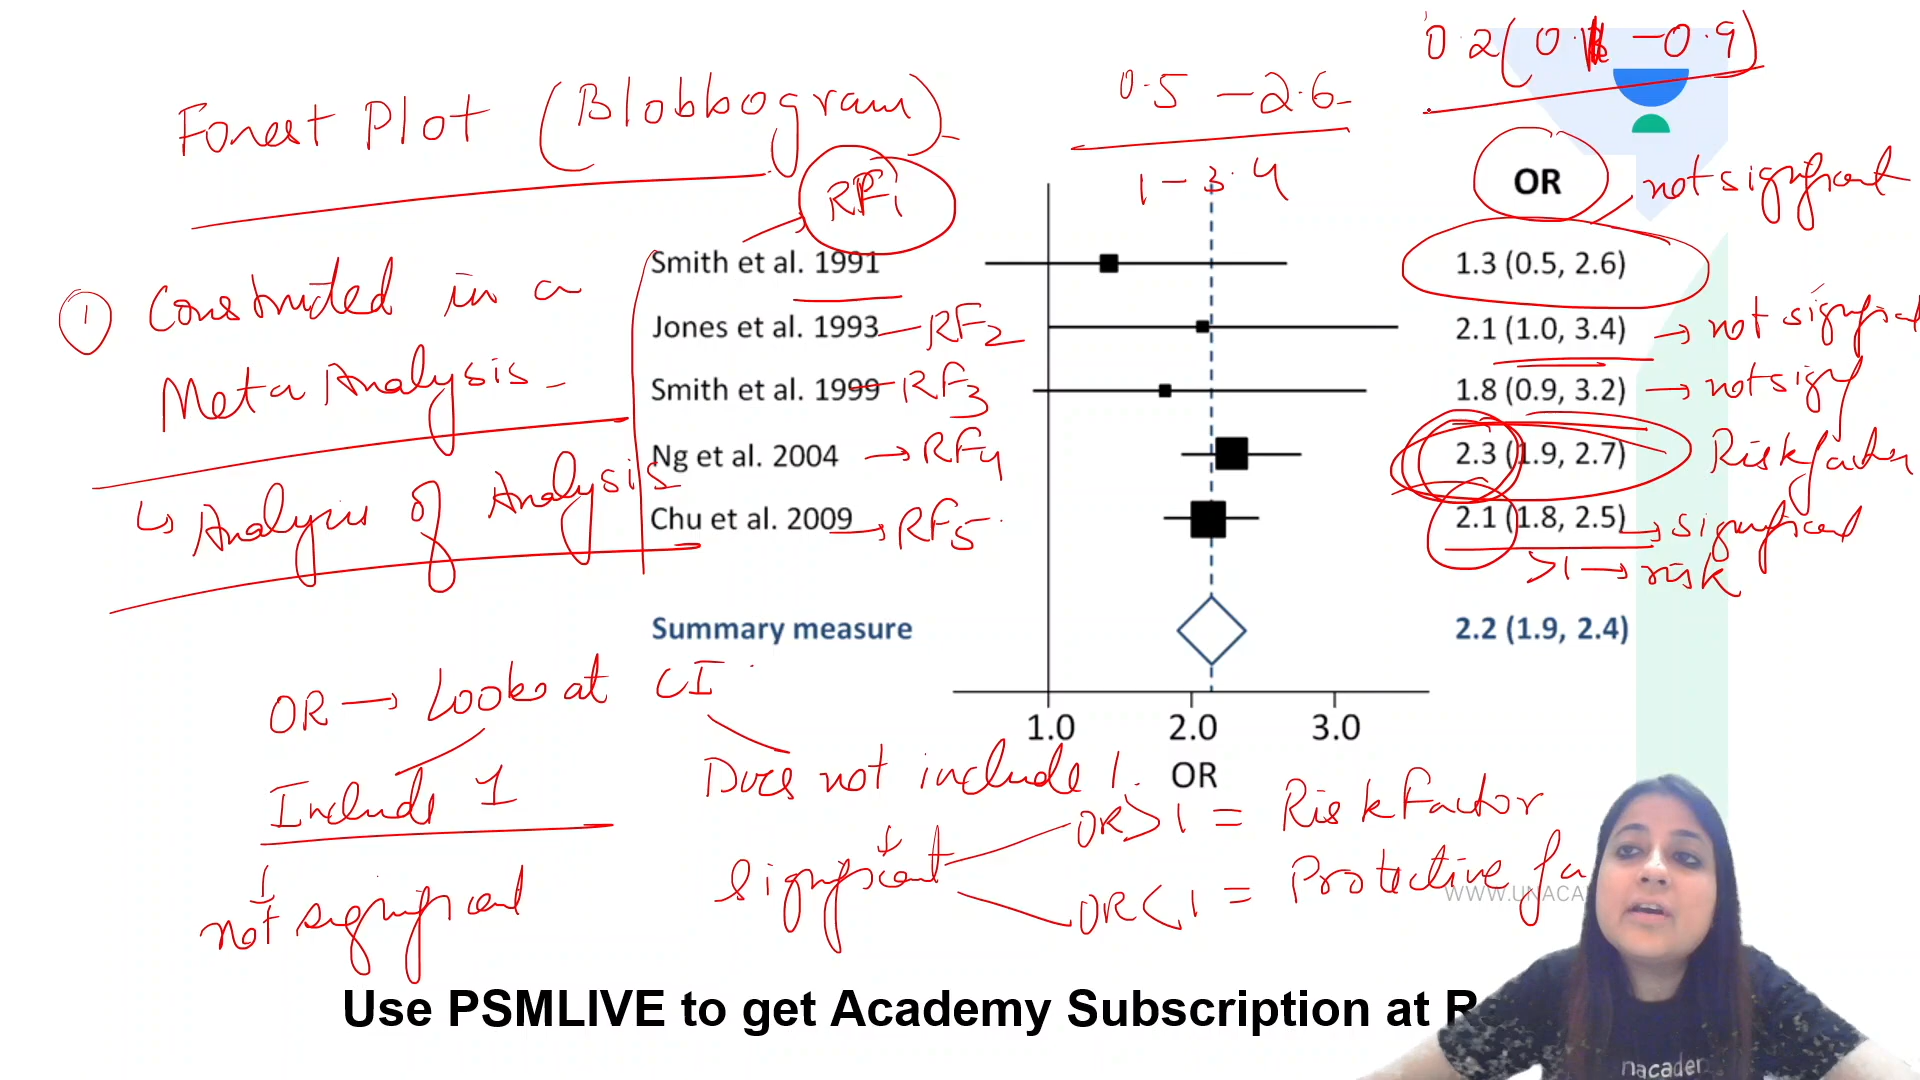 0.2 ( 0. - 0.9)
Forest Plot (Blobbogram)
0.5 - 2.6
1 - 3.4
RF1
OR
not significant
Smith et al. 1991
1.3 (0.5, 2.6)
1 Constructed in a
Meta Analysis -
Jones et al. 1993 - RF2
2.1 (1.0, 3.4) → not significant
Smith et al. 1999 - RF3
1.8 (0.9, 3.2) → not sign
↳ Analysis of Analysis
Ng et al. 2004 → RF4
2.3 (1.9, 2.7) Risk factor
Chu et al. 2009 → RF5
2.1 (1.8, 2.5) → significant
>1 → risk
Summary measure
2.2 (1.9, 2.4)
OR → Looks at CI
1.0 2.0 3.0
OR
Include 1
Does not include 1.
↓
not significant
↓
Significant
OR > 1 = Risk Factor
OR < 1 = Protective fa
WWW.UNACA
Use PSMLIVE to get Academy Subscription at R
nacader